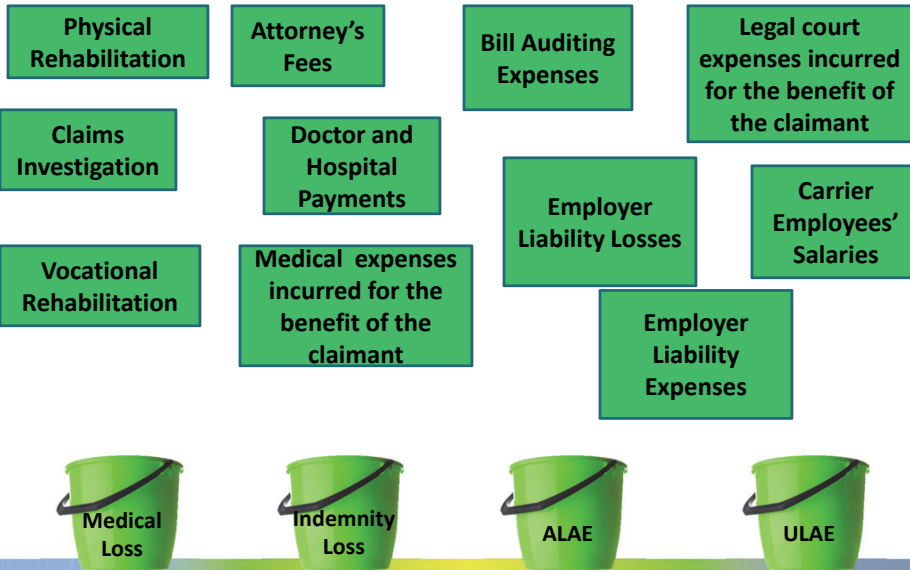 Physical
Rehabilitation
Attorney's
Fees
Bill Auditing
Expenses
Legal court
expenses incurred
for the benefit of
the claimant
Claims
Investigation
Doctor and
Hospital
Payments
Employer
Liability Losses
Carrier
Employees'
Salaries
Vocational
Rehabilitation
Medical expenses
incurred for the
benefit of the
claimant
Employer
Liability
Expenses
Medical
Loss
Indemnity
Loss
ALAE
ULAE